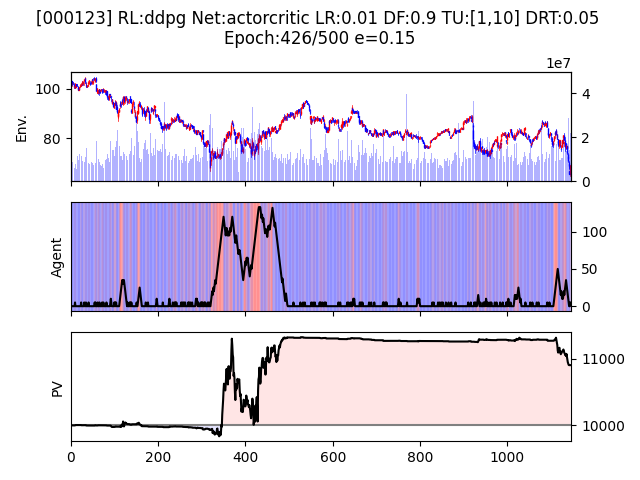 [000123] RL:ddpg Net:actorcritic LR:0.01 DF:0.9 TU:[1,10] DRT:0.05
Epoch:426/500 e=0.15
1e7
Env.
100
80
4
2
0
Agent
100
50
0
PV
11000
10000
0 200 400 600 800 1000